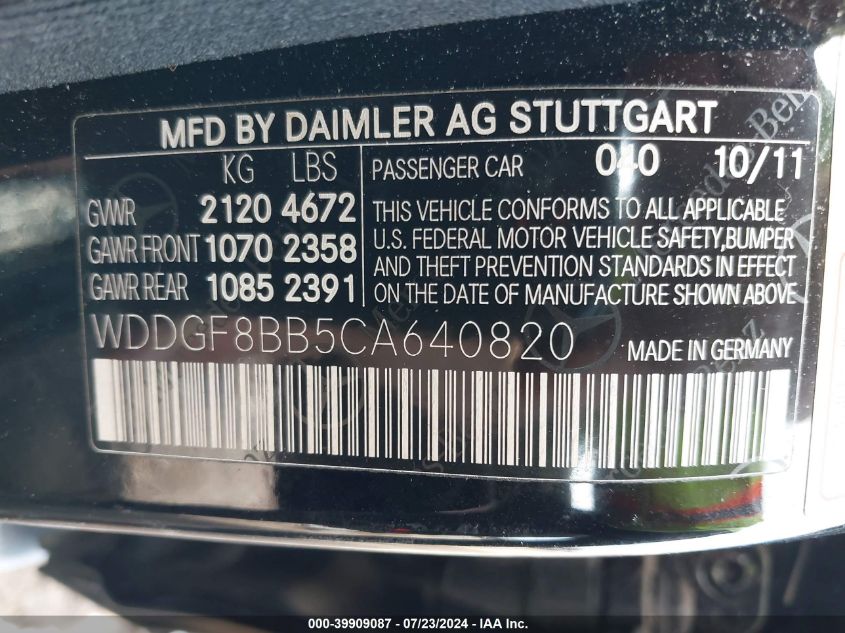 MFD BY DAIMLER AG STUTTGART
KG LBS
GVWR 2120 4672
GAWR FRONT 1070 2358
GAWR REAR 1085 2391
PASSENGER CAR 040 10/11
THIS VEHICLE CONFORMS TO ALL APPLICABLE
U.S. FEDERAL MOTOR VEHICLE SAFETY,BUMPER
AND THEFT PREVENTION STANDARDS IN EFFECT
ON THE DATE OF MANUFACTURE SHOWN ABOVE
WDDGF8BB5CA640820 MADE IN GERMANY
000-39909087 / 07/23/2024 - IAA Inc.